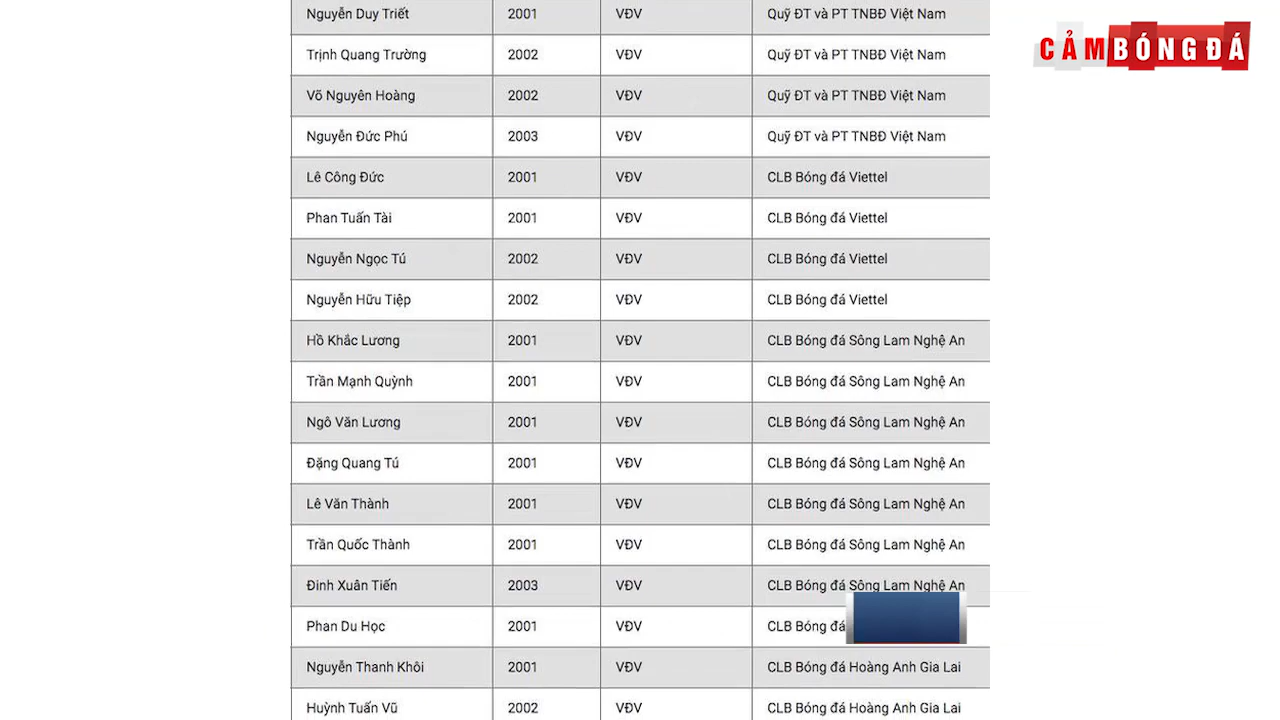 Nguyễn Duy Triết 2001 VĐV Quỹ ĐT và PT TNBĐ Việt Nam
CẢM BÓNG ĐÁ
Trịnh Quang Trường 2002 VĐV Quỹ ĐT và PT TNBĐ Việt Nam
Võ Nguyên Hoàng 2002 VĐV Quỹ ĐT và PT TNBĐ Việt Nam
Nguyễn Đức Phú 2003 VĐV Quỹ ĐT và PT TNBĐ Việt Nam
Lê Công Đức 2001 VĐV CLB Bóng đá Viettel
Phan Tuấn Tài 2001 VĐV CLB Bóng đá Viettel
Nguyễn Ngọc Tú 2002 VĐV CLB Bóng đá Viettel
Nguyễn Hữu Tiệp 2002 VĐV CLB Bóng đá Viettel
Hồ Khắc Lương 2001 VĐV CLB Bóng đá Sông Lam Nghệ An
Trần Mạnh Quỳnh 2001 VĐV CLB Bóng đá Sông Lam Nghệ An
Ngô Văn Lương 2001 VĐV CLB Bóng đá Sông Lam Nghệ An
Đặng Quang Tú 2001 VĐV CLB Bóng đá Sông Lam Nghệ An
Lê Văn Thành 2001 VĐV CLB Bóng đá Sông Lam Nghệ An
Trần Quốc Thành 2001 VĐV CLB Bóng đá Sông Lam Nghệ An
Đinh Xuân Tiến 2003 VĐV CLB Bóng đá Sông Lam Nghệ An
Phan Du Học 2001 VĐV CLB Bóng đá
Nguyễn Thanh Khôi 2001 VĐV CLB Bóng đá Hoàng Anh Gia Lai
Huỳnh Tuấn Vũ 2002 VĐV CLB Bóng đá Hoàng Anh Gia Lai